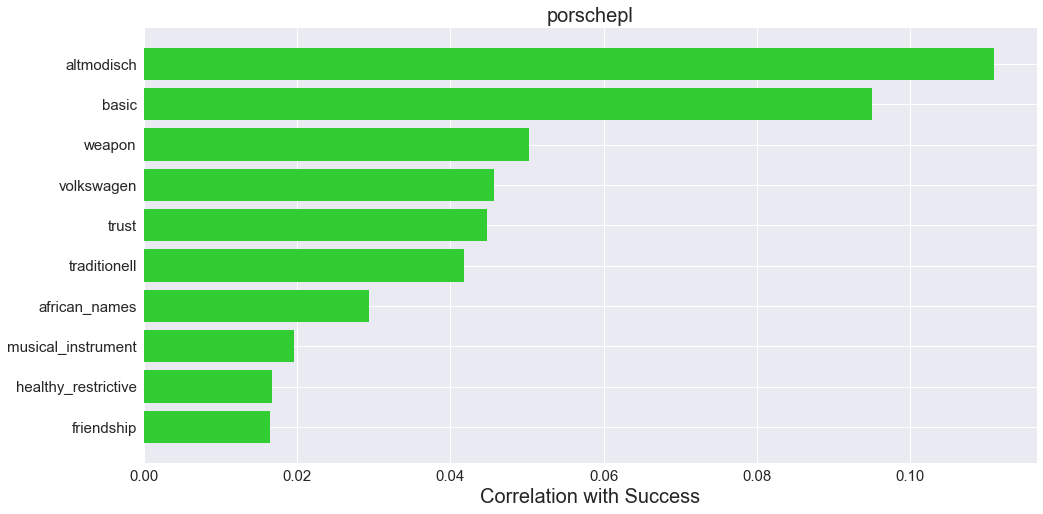 porschepl
altmodisch
basic
weapon
volkswagen
trust
traditionell
african_names
musical_instrument
healthy_restrictive
friendship
0.00 0.02 0.04 0.06 0.08 0.10
Correlation with Success